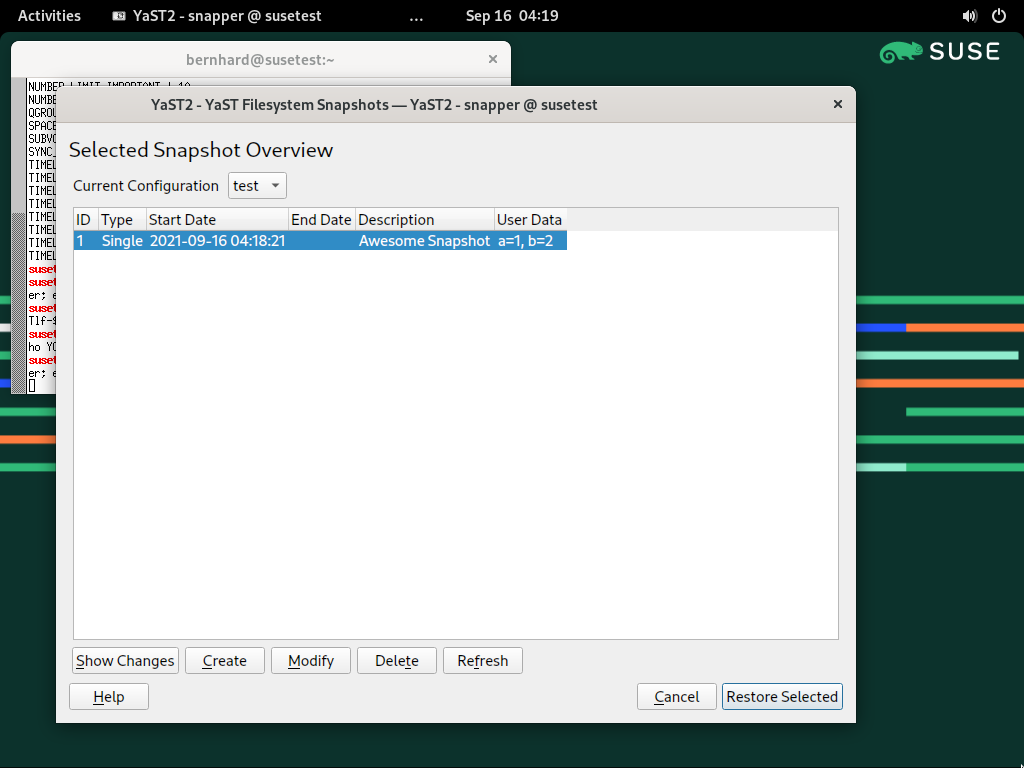 Activities YaST2 - snapper @ susetest ... Sep 16 04:19
SUSE
bernhard@susetest:~
NUMBER_LIMIT_IMPORTANT | 10
NUMBE
QGROU
SPACE
SUBVO
SYNC_
TIMEL
TIMEL
TIMEL
TIMEL
TIMEL
TIMEL
TIMEL
TIMEL
suset
suset
er; e
suset
Tlf-$
suset
ho YO
suset
er; e
YaST2 - YaST Filesystem Snapshots — YaST2 - snapper @ susetest
Selected Snapshot Overview
Current Configuration test
ID Type Start Date End Date Description User Data
1 Single 2021-09-16 04:18:21 Awesome Snapshot a=1, b=2
Show Changes Create Modify Delete Refresh
Help Cancel Restore Selected